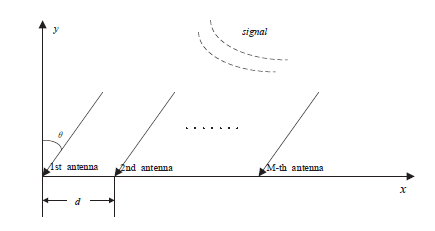 y
signal
θ
1st antenna
2nd antenna
M-th antenna
x
d